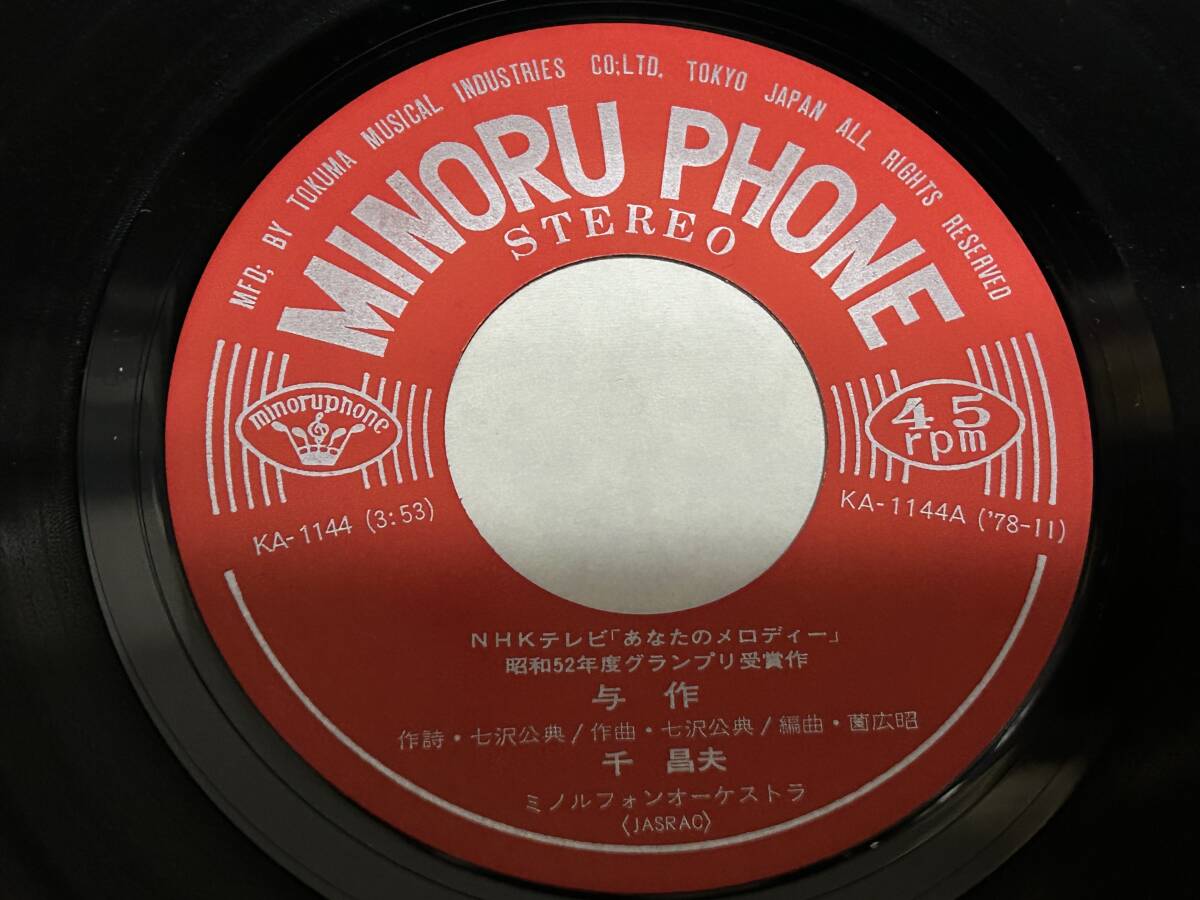 MFD; BY TOKUMA MUSICAL INDUSTRIES CO;LTD. TOKYO JAPAN ALL RIGHTS RESERVED
MINORU PHONE
STEREO
minoruphone
45
rpm
KA-1144 (3:53)
KA-1144A ('78-11)
NHKテレビ「あなたのメロディー」
昭和52年度グランプリ受賞作
与作
作詩・七沢公典/作曲・七沢公典/編曲・薗広昭
千 昌夫
ミノルフォンオーケストラ
〈JASRAC〉